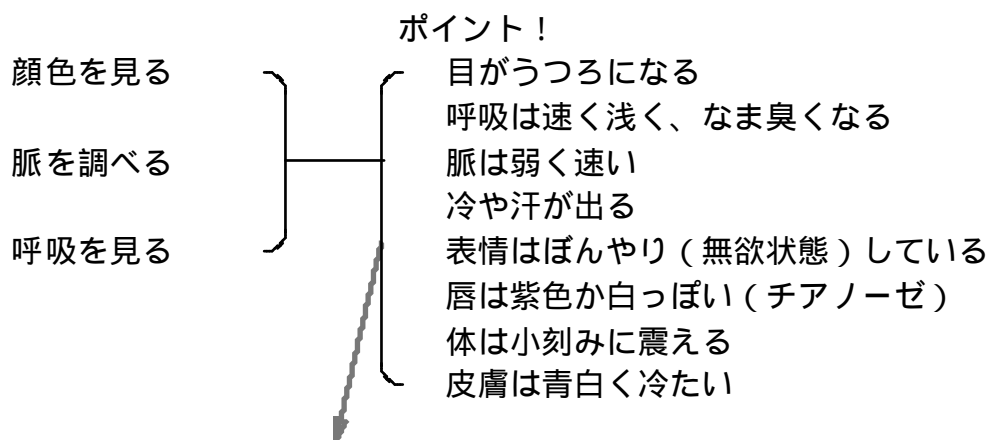 ポイント！
顔色を見る
目がうつろになる
呼吸は速く浅く、なま臭くなる
脈を調べる
脈は弱く速い
冷や汗が出る
呼吸を見る
表情はぼんやり（無欲状態）している
唇は紫色か白っぽい（チアノーゼ）
体は小刻みに震える
皮膚は青白く冷たい